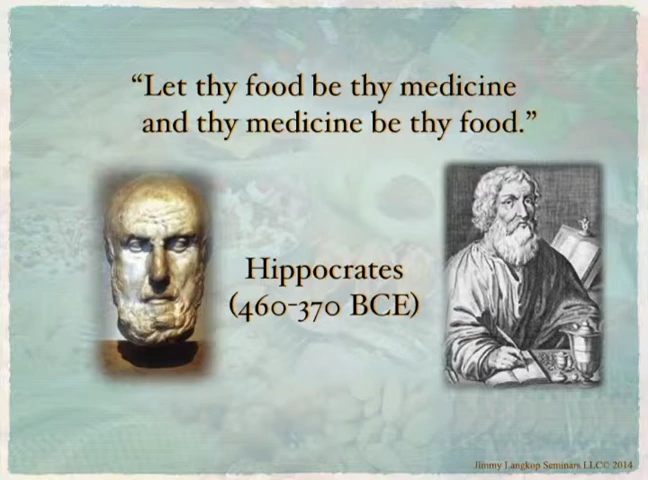 “Let thy food be thy medicine
and thy medicine be thy food.”
Hippocrates
(460-370 BCE)
Jimmy Langkop Seminars LLC© 2014